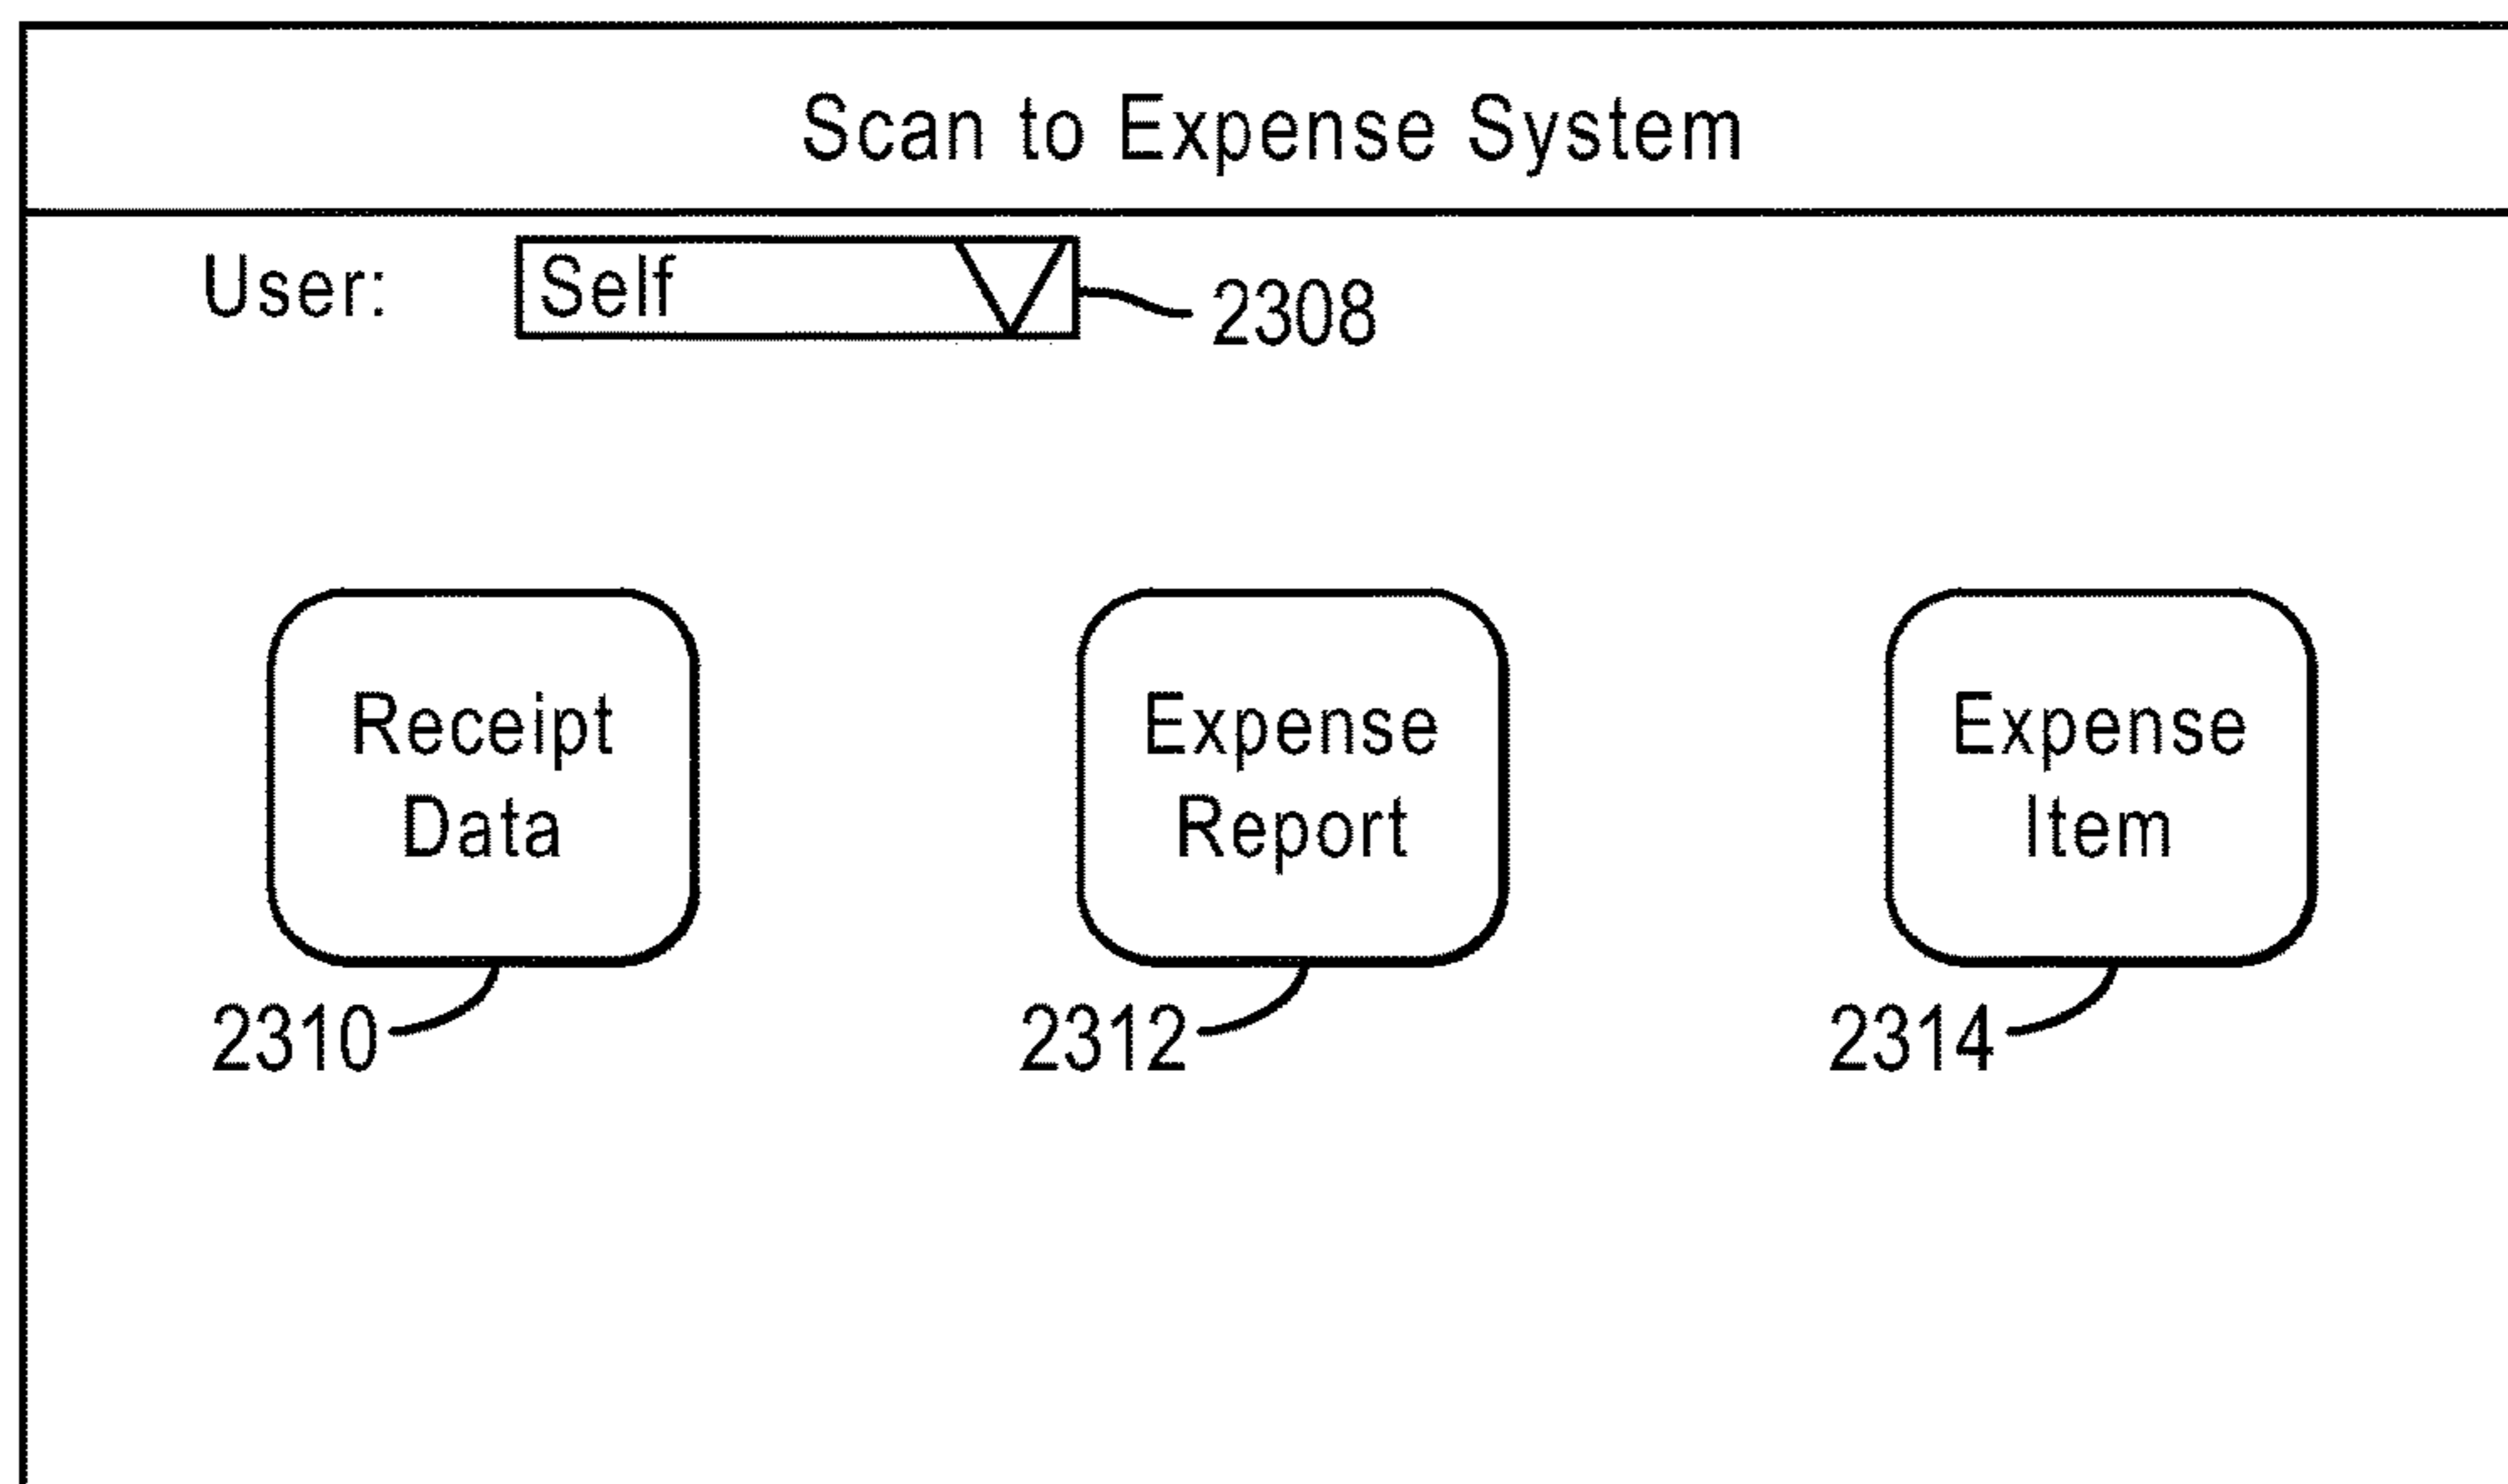 Scan to Expense System
User: Self 2308
Receipt Data
Expense Report
Expense Item
2310 2312 2314